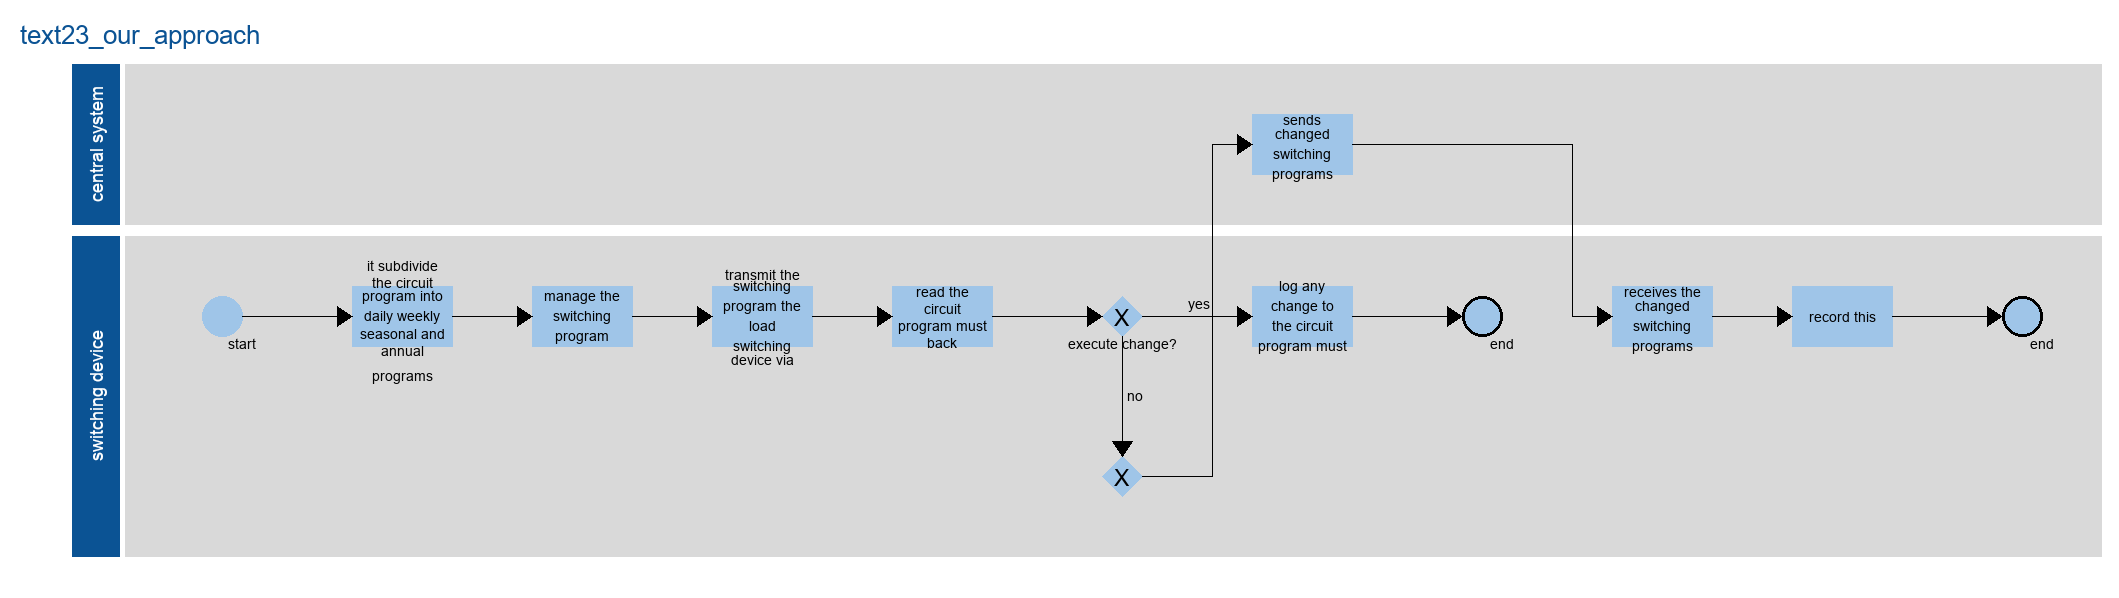 text23_our_approach
central system
sends
changed
switching
programs
switching device
start
it subdivide
the circuit
program into
daily weekly
seasonal and
annual
programs
manage the
switching
program
transmit the
switching
program the
load
switching
device via
read the
circuit
program must
back
X
execute change?
yes
no
X
log any
change to
the circuit
program must
end
receives the
changed
switching
programs
record this
end